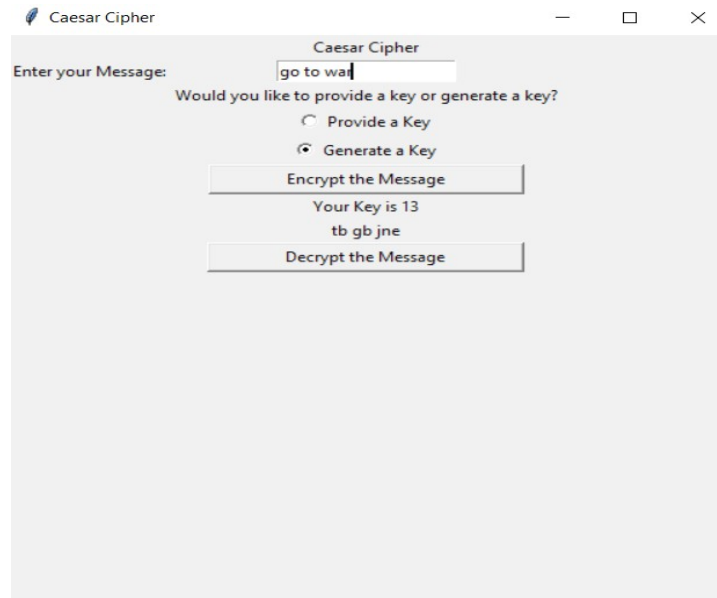 Caesar Cipher
Caesar Cipher
Enter your Message: go to war
Would you like to provide a key or generate a key?
Provide a Key
Generate a Key
Encrypt the Message
Your Key is 13
tb gb jne
Decrypt the Message